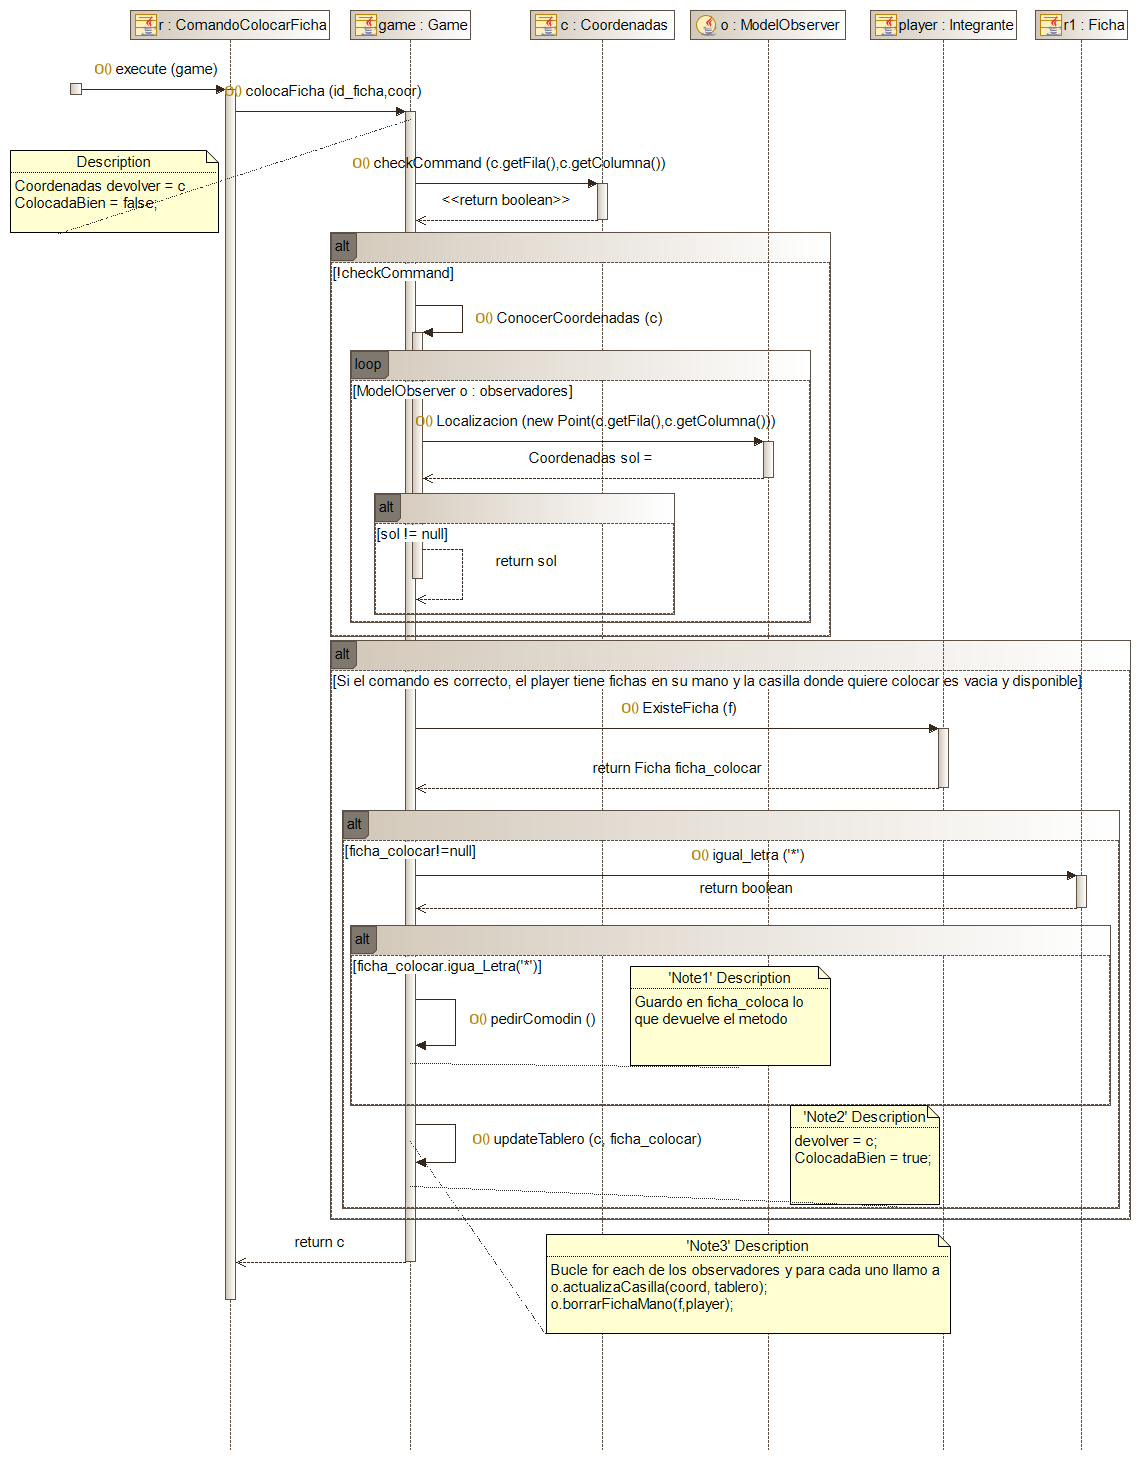 r : ComandoColocarFicha
game : Game
c : Coordenadas
o : ModelObserver
player : Integrante
r1 : Ficha
O() execute (game)
O() colocaFicha (id_ficha,coor)
Description
Coordenadas devolver = c
ColocadaBien = false;
O() checkCommand (c.getFila(),c.getColumna())
<<return boolean>>
alt
[!checkCommand]
O() ConocerCoordenadas (c)
loop
[ModelObserver o : observadores]
O() Localizacion (new Point(c.getFila(),c.getColumna()))
Coordenadas sol =
alt
[sol != null]
return sol
alt
[Si el comando es correcto, el player tiene fichas en su mano y la casilla donde quiere colocar es vacia y disponible]
O() ExisteFicha (f)
return Ficha ficha_colocar
alt
[ficha_colocar!=null]
O() igual_letra ('*')
return boolean
alt
[ficha_colocar.igua_Letra('*')]
'Note1' Description
Guardo en ficha_coloca lo
que devuelve el metodo
O() pedirComodin ()
'Note2' Description
devolver = c;
ColocadaBien = true;
O() updateTablero (c, ficha_colocar)
return c
'Note3' Description
Bucle for each de los observadores y para cada uno llamo a
o.actualizaCasilla(coord, tablero);
o.borrarFichaMano(f,player);